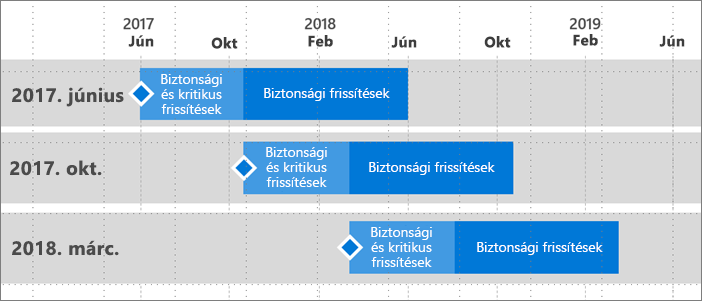 2017 2018 2019
Jún Okt Feb Jún Okt Feb Jún
2017. június
Biztonsági
és kritikus
frissítések
Biztonsági frissítések
2017. okt.
Biztonsági
és kritikus
frissítések
Biztonsági frissítések
2018. márc.
Biztonsági
és kritikus
frissítések
Biztonsági frissítések